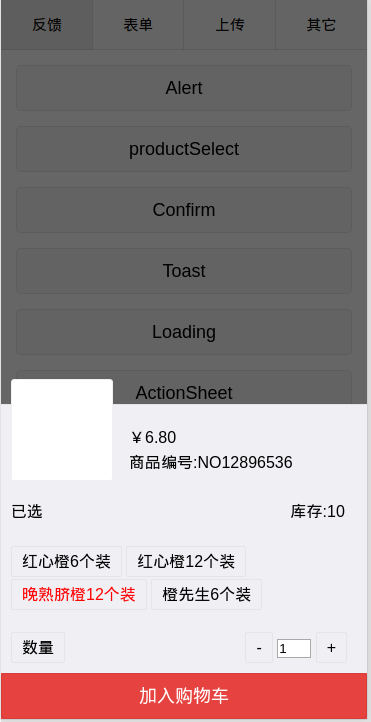 反馈 表单 上传 其它
Alert
productSelect
Confirm
Toast
Loading
ActionSheet
￥6.80
商品编号:NO12896536
已选 库存:10
红心橙6个装 红心橙12个装
晚熟脐橙12个装 橙先生6个装
数量 - 1 +
加入购物车